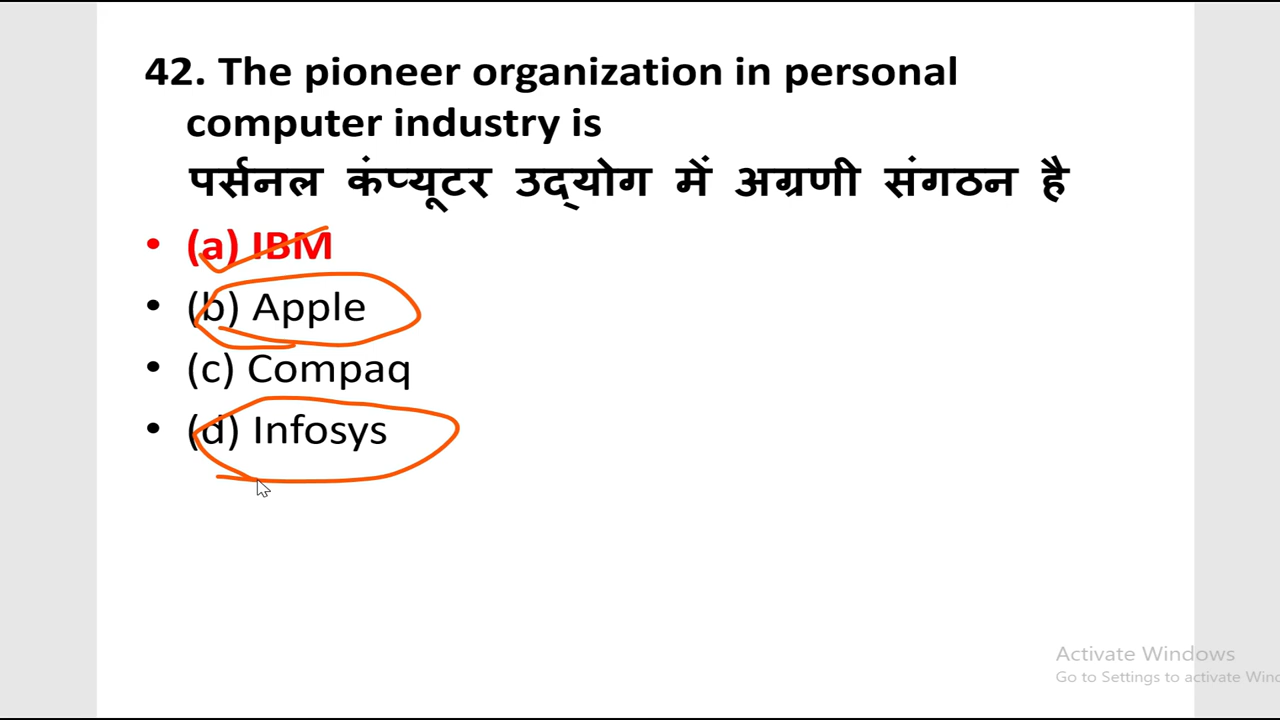 42. The pioneer organization in personal
computer industry is
पर्सनल कंप्यूटर उद्योग में अग्रणी संगठन है
• (a) IBM
• (b) Apple
• (c) Compaq
• (d) Infosys
Activate Windows
Go to Settings to activate Win